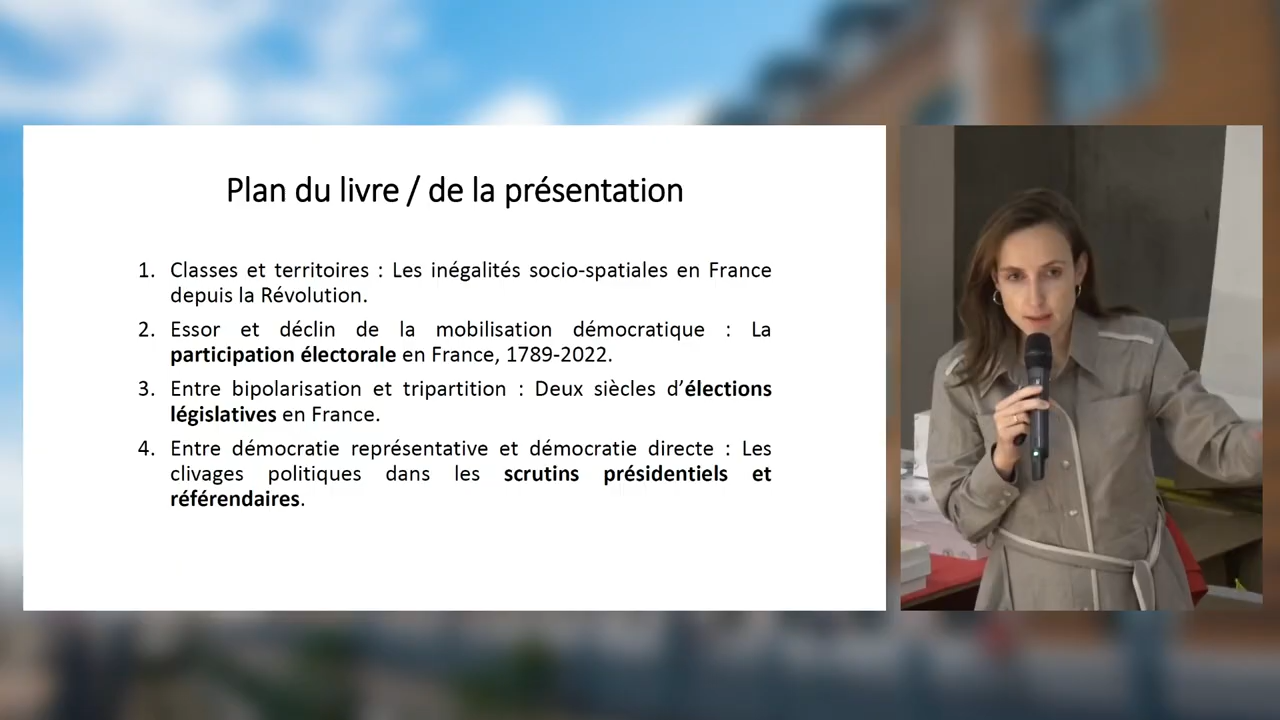 Plan du livre / de la présentation
1. Classes et territoires : Les inégalités socio-spatiales en France
depuis la Révolution.
2. Essor et déclin de la mobilisation démocratique : La
participation électorale en France, 1789-2022.
3. Entre bipolarisation et tripartition : Deux siècles d’élections
législatives en France.
4. Entre démocratie représentative et démocratie directe : Les
clivages politiques dans les scrutins présidentiels et
référendaires.